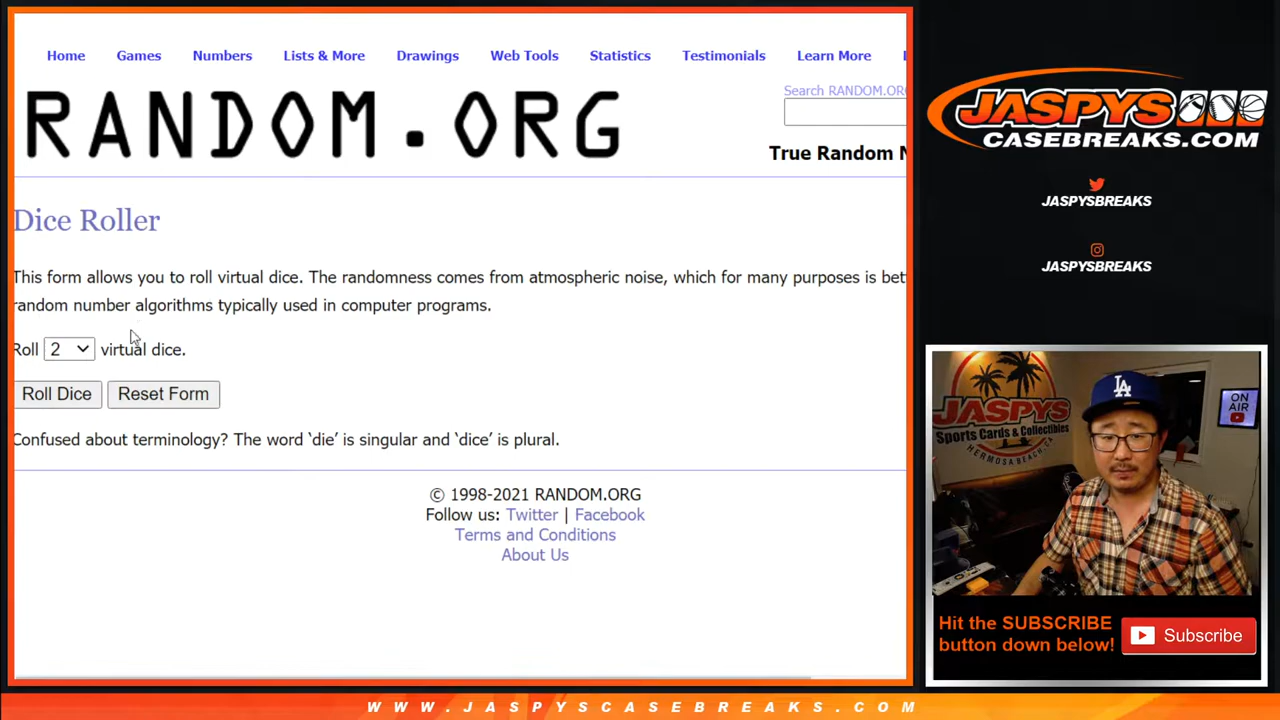 Home Games Numbers Lists & More Drawings Web Tools Statistics Testimonials Learn More
RANDOM.ORG
Search RANDOM.ORG
True Random N
Dice Roller
This form allows you to roll virtual dice. The randomness comes from atmospheric noise, which for many purposes is bet
random number algorithms typically used in computer programs.
Roll 2 virtual dice.
Roll Dice Reset Form
Confused about terminology? The word ‘die’ is singular and ‘dice’ is plural.
© 1998-2021 RANDOM.ORG
Follow us: Twitter | Facebook
Terms and Conditions
About Us
JASPYS
CASEBREAKS.COM
JASPYSBREAKS
JASPYSBREAKS
JASPYS
Sports Cards & Collectibles
HERMOSA BEACH, CA
LA
ON
AIR
Hit the SUBSCRIBE
button down below!
Subscribe
WWW.JASPYSCASEBREAKS.COM